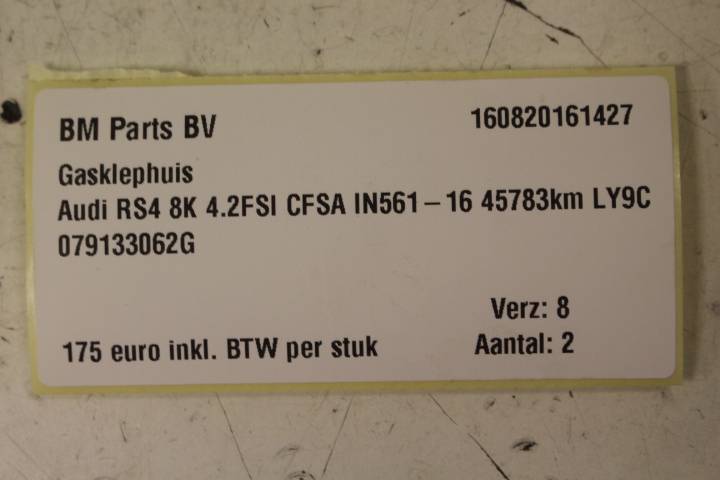 BM Parts BV 160820161427
Gasklephuis
Audi RS4 8K 4.2FSI CFSA IN561-16 45783km LY9C
079133062G
Verz: 8
175 euro inkl. BTW per stuk Aantal: 2